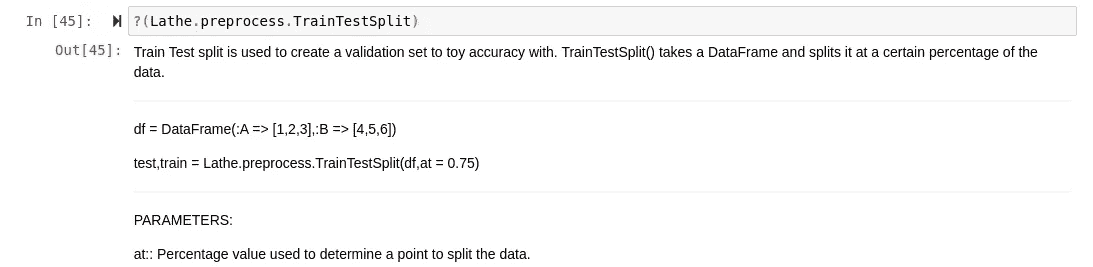 In [45]: ?(Lathe.preprocess.TrainTestSplit)
Out[45]: Train Test split is used to create a validation set to toy accuracy with. TrainTestSplit() takes a DataFrame and splits it at a certain percentage of the
data.
df = DataFrame(:A => [1,2,3],:B => [4,5,6])
test,train = Lathe.preprocess.TrainTestSplit(df,at = 0.75)
PARAMETERS:
at:: Percentage value used to determine a point to split the data.